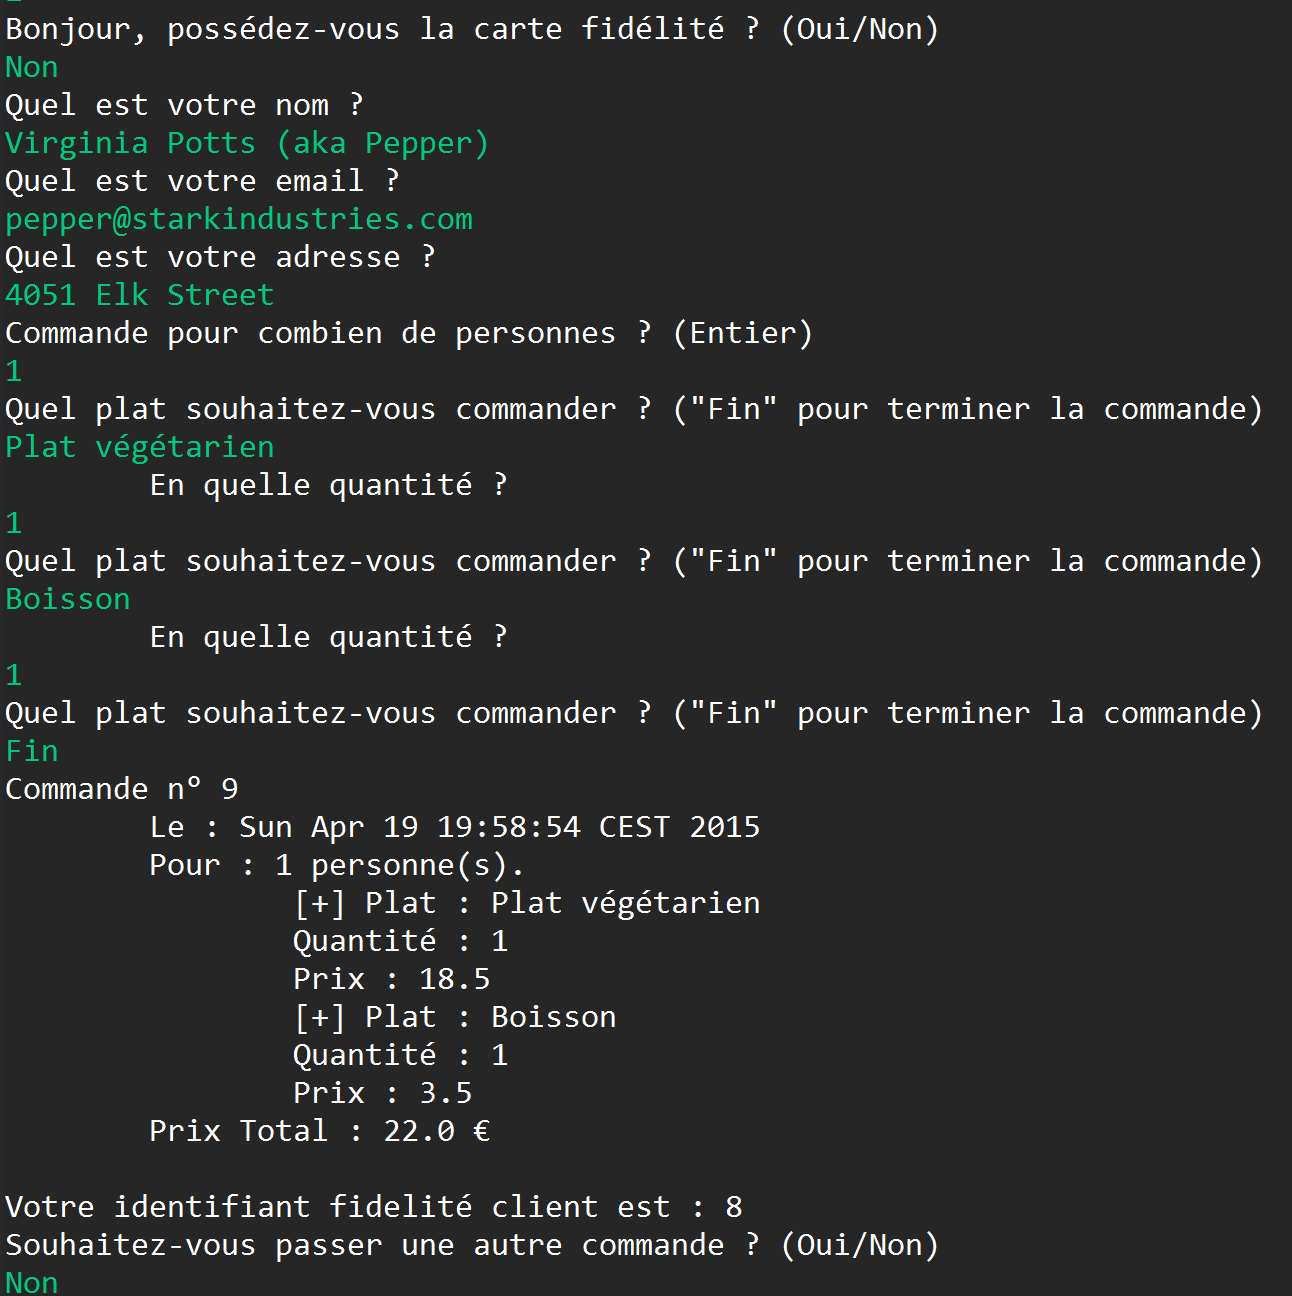 Bonjour, possédez-vous la carte fidélité ? (Oui/Non)
Non
Quel est votre nom ?
Virginia Potts (aka Pepper)
Quel est votre email ?
pepper@starkindustries.com
Quel est votre adresse ?
4051 Elk Street
Commande pour combien de personnes ? (Entier)
1
Quel plat souhaitez-vous commander ? ("Fin" pour terminer la commande)
Plat végétarien
En quelle quantité ?
1
Quel plat souhaitez-vous commander ? ("Fin" pour terminer la commande)
Boisson
En quelle quantité ?
1
Quel plat souhaitez-vous commander ? ("Fin" pour terminer la commande)
Fin
Commande n° 9
Le : Sun Apr 19 19:58:54 CEST 2015
Pour : 1 personne(s).
[+] Plat : Plat végétarien
Quantité : 1
Prix : 18.5
[+] Plat : Boisson
Quantité : 1
Prix : 3.5
Prix Total : 22.0 €
Votre identifiant fidelité client est : 8
Souhaitez-vous passer une autre commande ? (Oui/Non)
Non